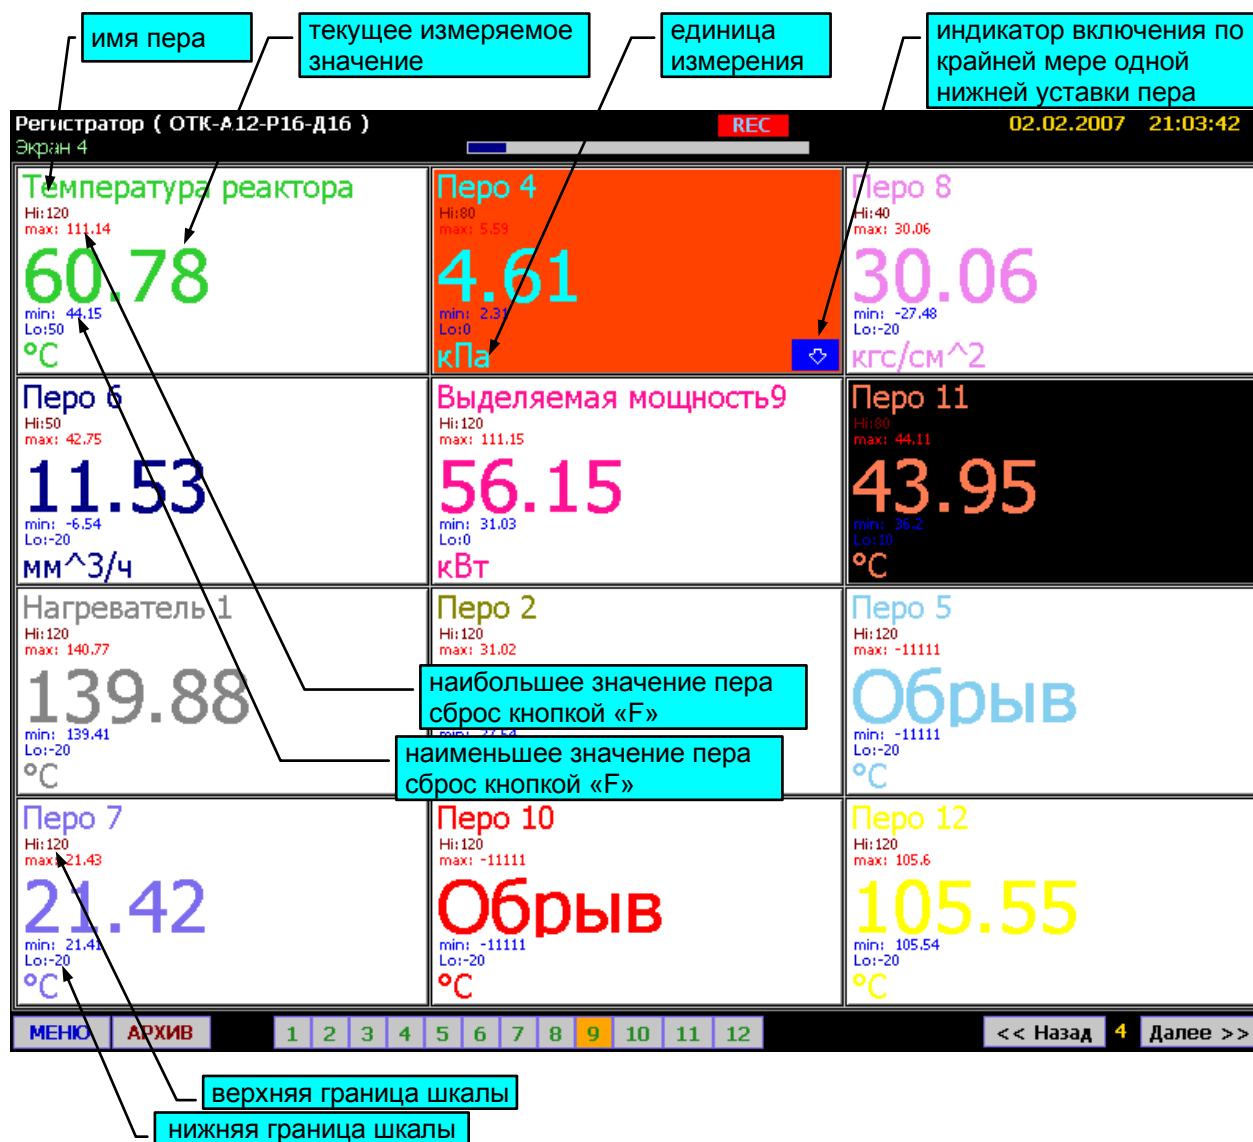 имя пера
текущее измеряемое
значение
единица
измерения
индикатор включения по
крайней мере одной
нижней уставки пера
Регистратор ( ОТК-А12-Р16-Д16 )
REC
02.02.2007 21:03:42
Экран 4
Температура реактора
Hi:120
max: 111.14
60.78
min: 44.15
Lo:50
°C
Перо 4
Hi:80
max: 5.59
4.61
min: 2.31
Lo:0
кПа
Перо 8
Hi:40
max: 30.06
30.06
min: -27.48
Lo:-20
кгс/см^2
Перо 6
Hi:50
max: 42.75
11.53
min: -6.54
Lo:-20
мм^3/ч
Выделяемая мощность9
Hi:120
max: 111.15
56.15
min: 31.03
Lo:0
кВт
Перо 11
Hi:80
max: 44.11
43.95
min: 36.2
Lo:10
°C
Нагреватель 1
Hi:120
max: 140.77
139.88
min: 139.41
Lo:-20
°C
Перо 2
Hi:120
max: 31.02
наибольшее значение пера
сброс кнопкой «F»
наименьшее значение пера
сброс кнопкой «F»
Перо 5
Hi:120
max: -11111
Обрыв
min: -11111
Lo:-20
°C
Перо 7
Hi:120
max: 21.43
21.42
min: 21.41
Lo:-20
°C
Перо 10
Hi:120
max: -11111
Обрыв
min: -11111
Lo:-20
°C
Перо 12
Hi:120
max: 105.6
105.55
min: 105.54
Lo:-20
°C
МЕНЮ АРХИВ 1 2 3 4 5 6 7 8 9 10 11 12 << Назад 4 Далее >>
верхняя граница шкалы
нижняя граница шкалы